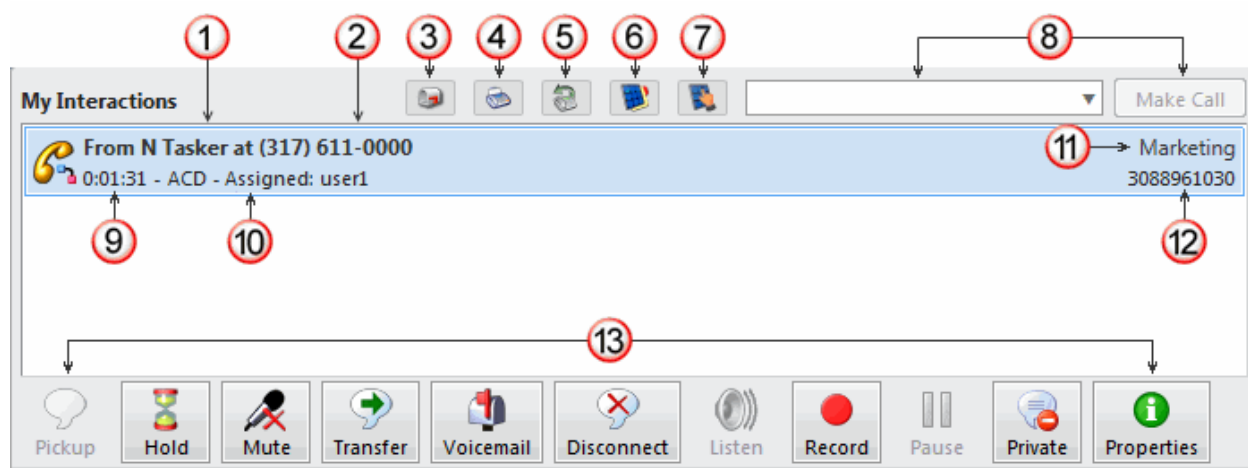 1 2 3 4 5 6 7 8
My Interactions Make Call
From N Tasker at (317) 611-0000 11 Marketing
0:01:31 - ACD - Assigned: user1 3088961030
9 10 12
13
Pickup Hold Mute Transfer Voicemail Disconnect Listen Record Pause Private Properties